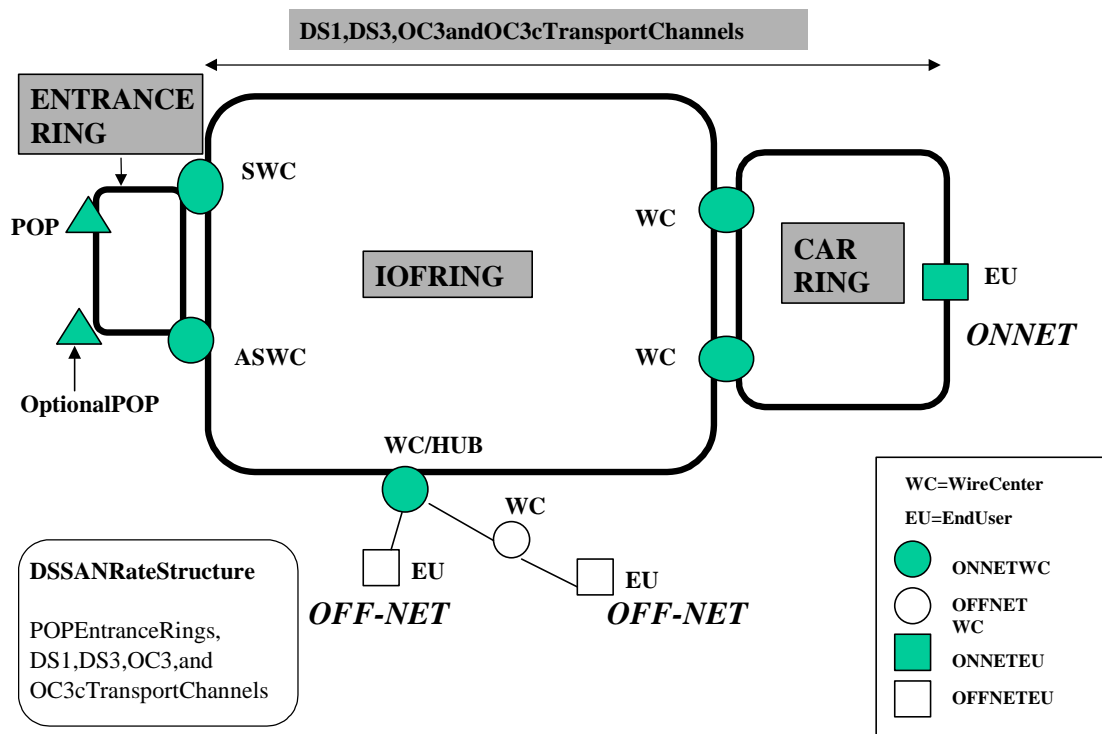 DS1,DS3,OC3andOC3cTransportChannels
ENTRANCE
RING
SWC
POP
WC
CAR
RING
IOFRING
EU
ONNET
ASWC
WC
OptionalPOP
WC/HUB
WC
EU
OFF-NET
EU
OFF-NET
DSSANRateStructure
POPEntranceRings,
DS1,DS3,OC3,and
OC3cTransportChannels
WC=WireCenter
EU=EndUser
ONNETWC
OFFNET
WC
ONNETEU
OFFNETEU